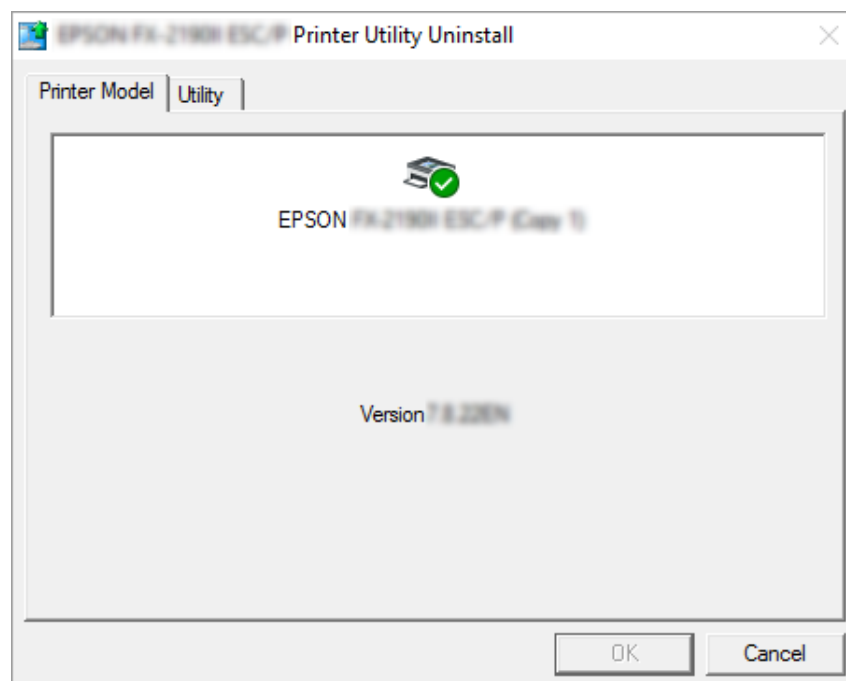 Printer Utility Uninstall
Printer Model
Utility
EPSON
Version
OK
Cancel